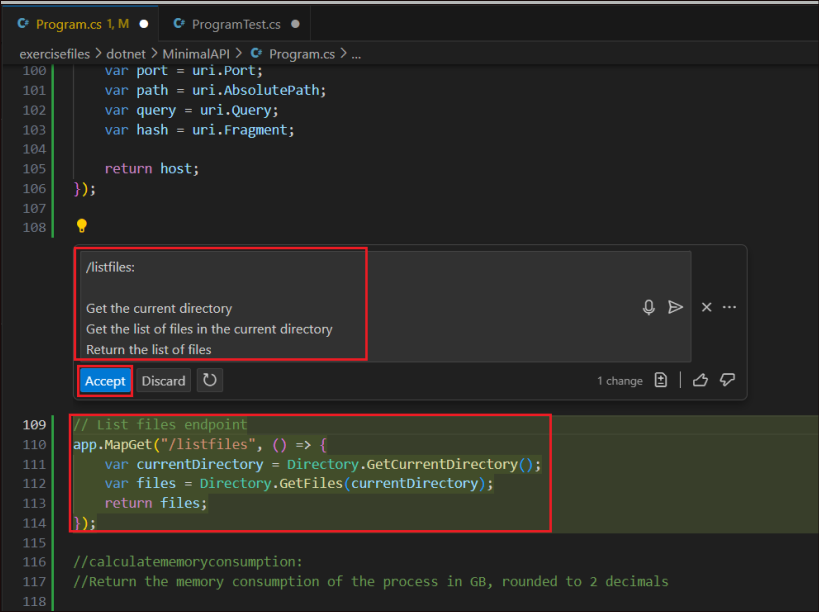 Program.cs 1, M ProgramTest.cs
exercisefiles > dotnet > MinimalAPI > Program.cs > ...
100 var port = uri.Port;
101 var path = uri.AbsolutePath;
102 var query = uri.Query;
103 var hash = uri.Fragment;
104
105 return host;
106 });
107
108
/listfiles:
Get the current directory
Get the list of files in the current directory
Return the list of files
Accept Discard 1 change
109 // List files endpoint
110 app.MapGet("/listfiles", () => {
111 var currentDirectory = Directory.GetCurrentDirectory();
112 var files = Directory.GetFiles(currentDirectory);
113 return files;
114 });
115
116 //calculatememoryconsumption:
117 //Return the memory consumption of the process in GB, rounded to 2 decimals
118